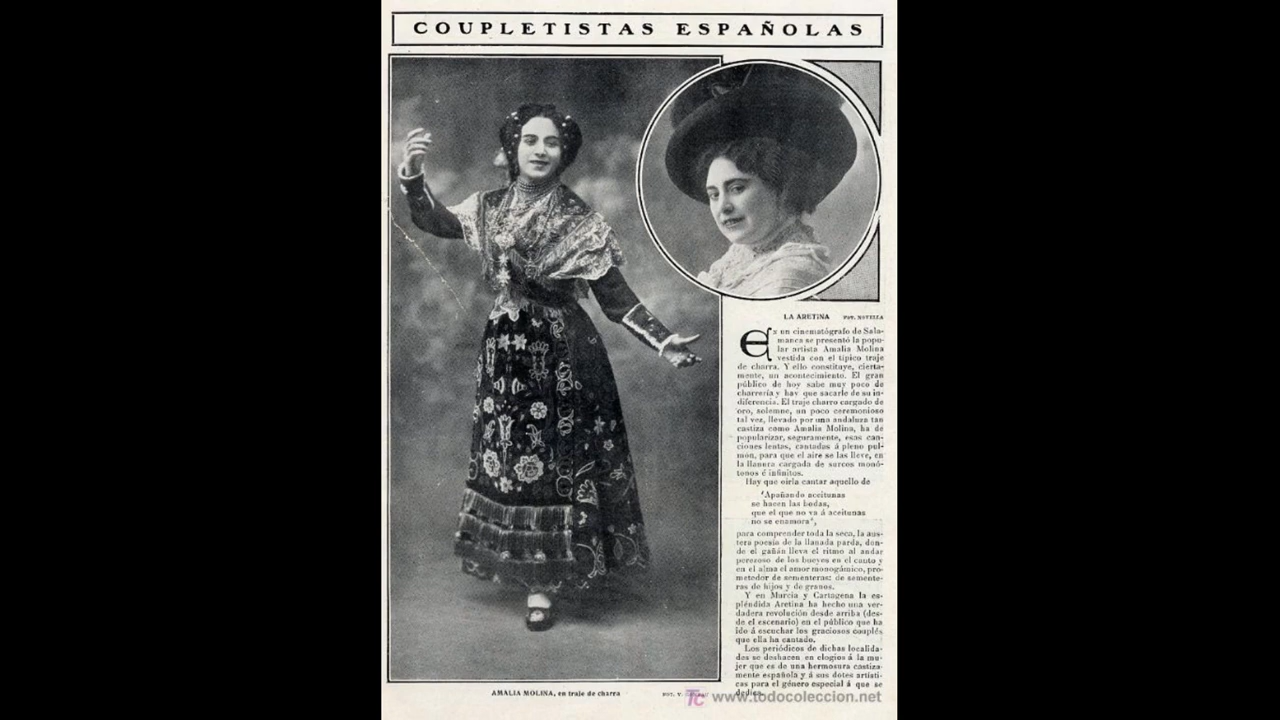 COUPLETISTAS ESPAÑOLAS
LA ARETINA FOT. NOVELLA
En un cinematógrafo de Sala-
manca se presentó la popu-
lar artista Amalia Molina
vestida con el típico traje
de charra. Y ello constituye, cierta-
mente, un acontecimiento. El gran
público de hoy sabe muy poco de
charrería y hay que sacarle de su in-
diferencia. El traje charro cargado de
oro, solemne, un poco ceremonioso
tal vez, llevado por una andaluza tan
castiza como Amalia Molina, ha de
popularizar, seguramente, esas can-
ciones lentas, cantadas á pleno pul-
món, para que el aire se las lleve, en
la llanura cargada de surcos monó-
tonos é infinitos.
Hay que oirla cantar aquello de
'Apañando aceitunas
se hacen las bodas,
que el que no va á aceitunas
no se enamora',
para comprender toda la seca, la aus-
tera poesía de la llanada parda, don-
de el gañán lleva el ritmo al andar
perezoso de los bueyes en el canto y
en el alma el amor monogámico, pro-
metedor de sementeras: de semente-
ras de hijos y de granos.
Y en Murcia y Cartagena la es-
pléndida Aretina ha hecho una ver-
dadera revolución desde arriba (des-
de el escenario) en el público que ha
ido á escuchar los graciosos couplés
que ella ha cantado.
Los periódicos de dichas localida-
des se deshacen en elogios á la mu-
jer que es de una hermosura castiza-
mente española y á sus dotes artísti-
cas para el género especial á que se
dedica.
AMALIA MOLINA, en traje de charra FOT. V.
Tc www.todocoleccion.net